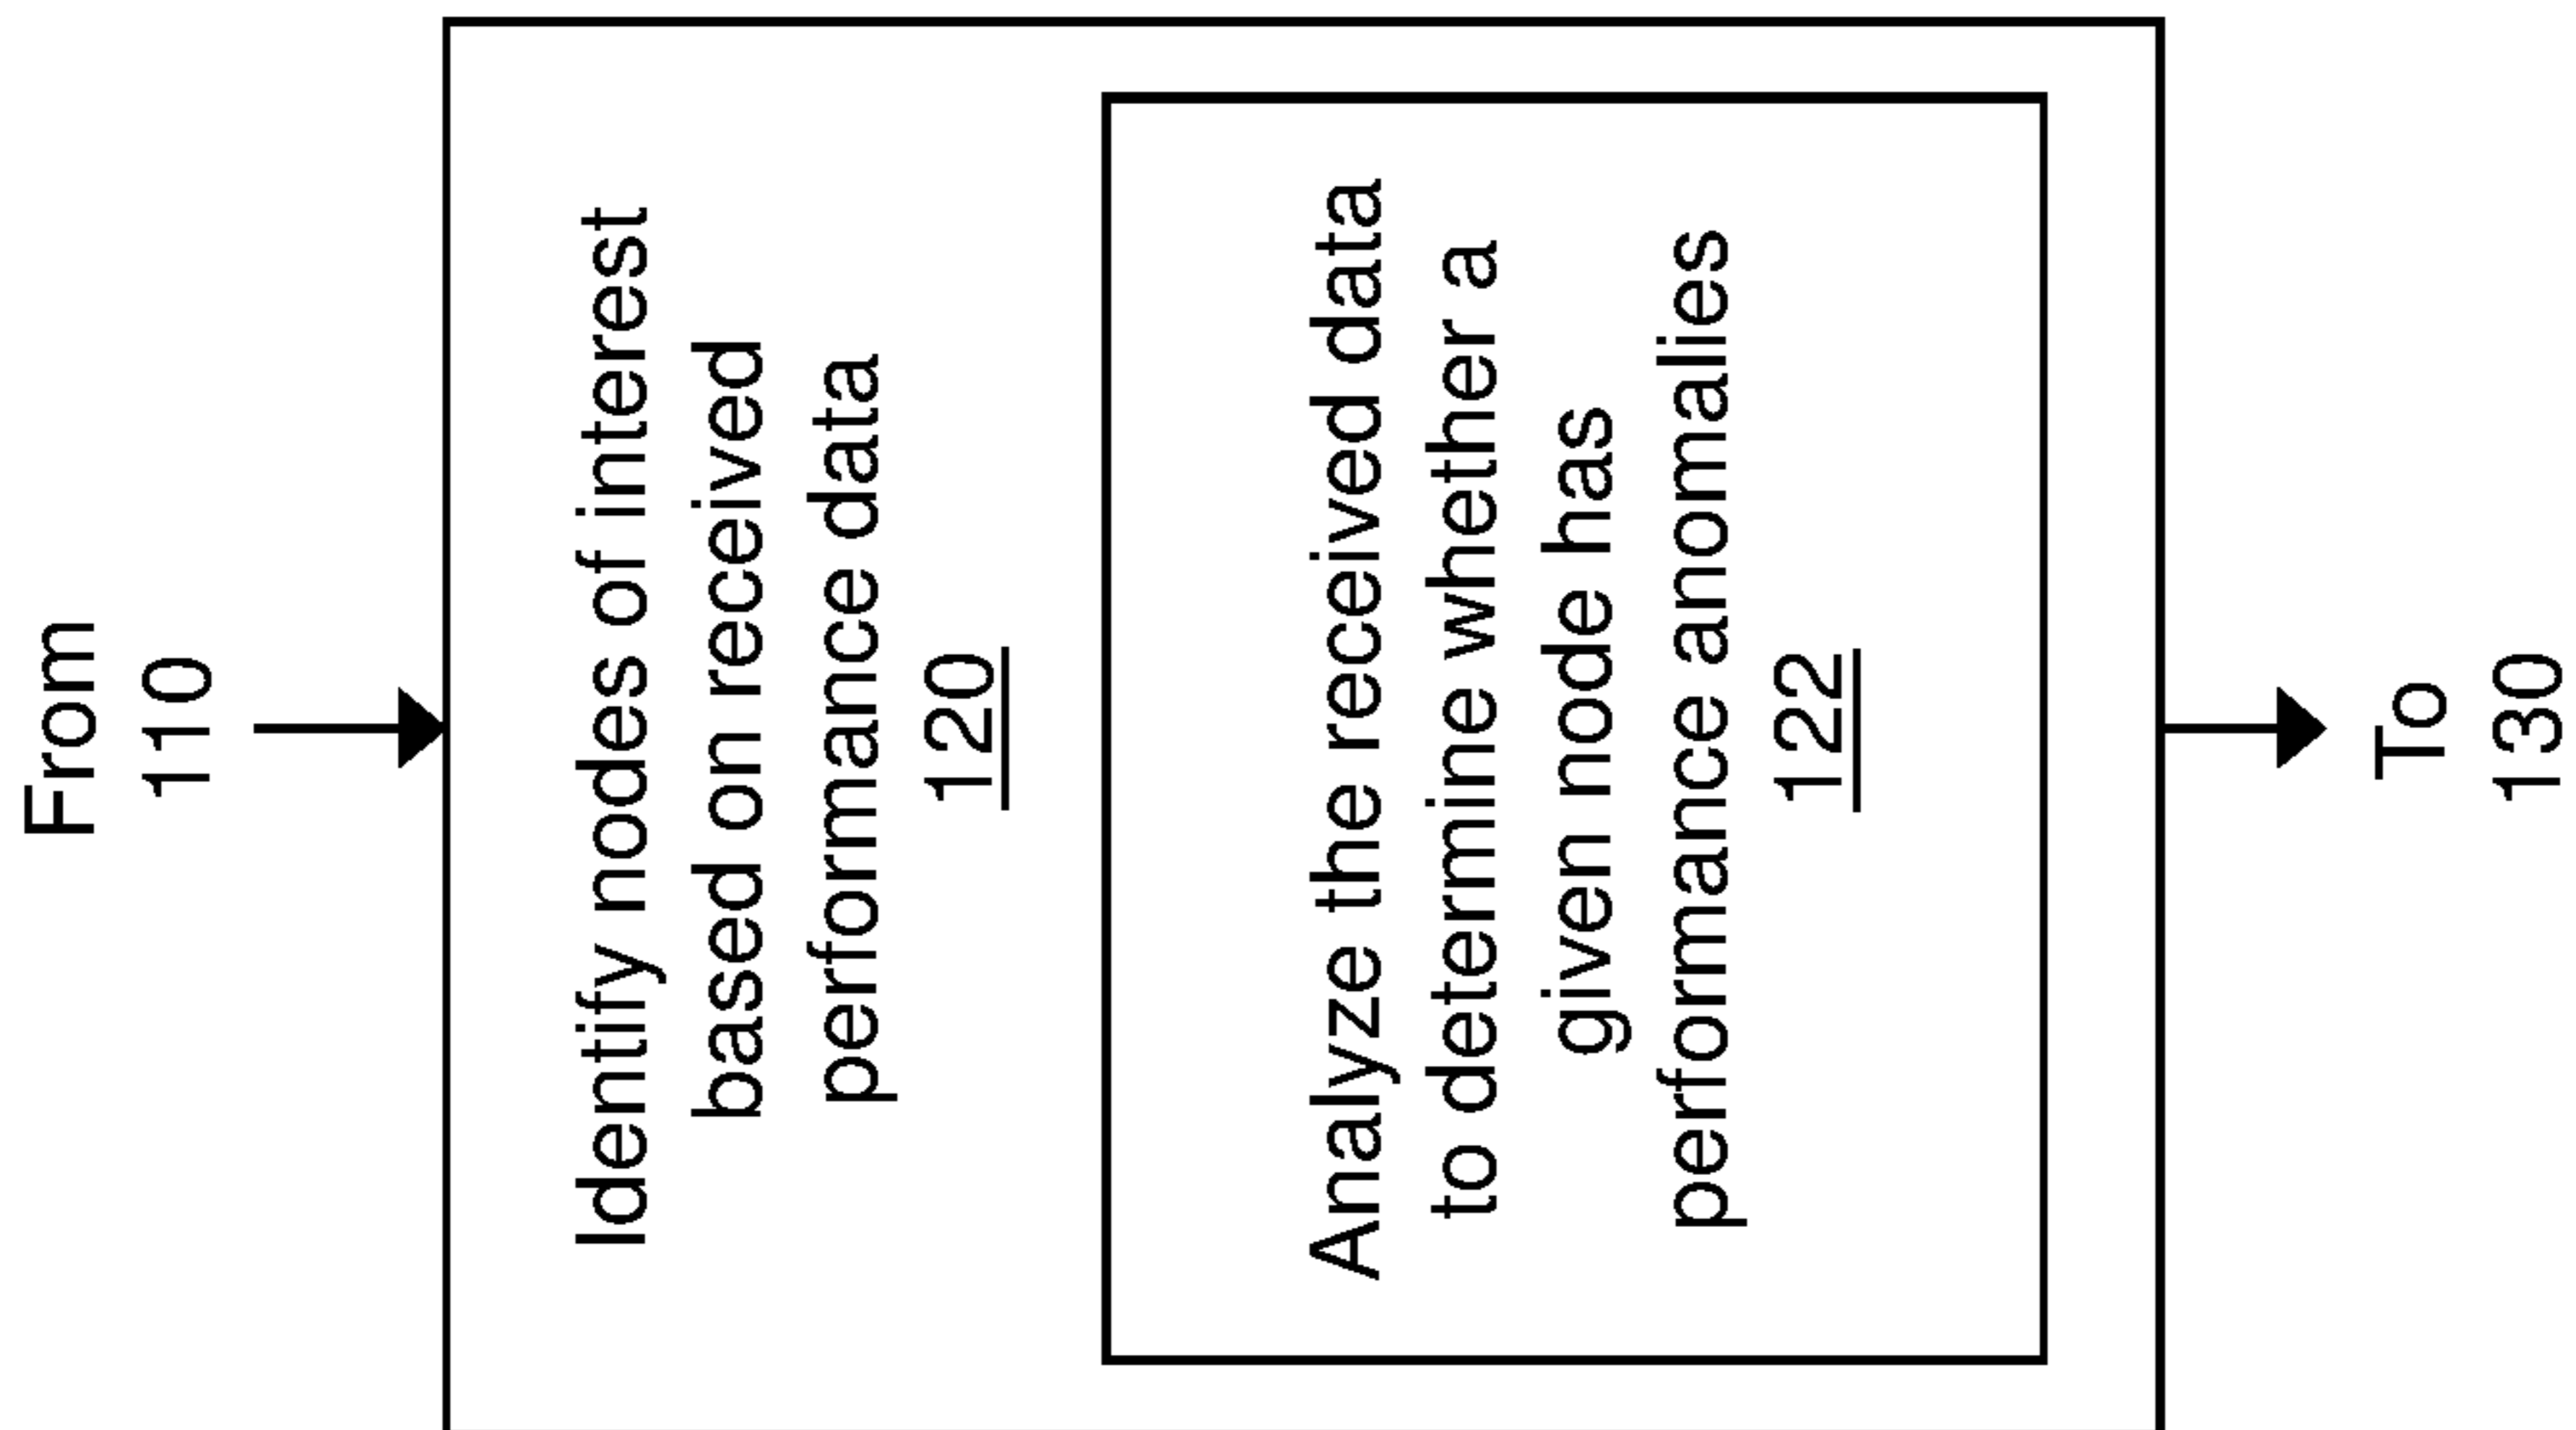 From
110
Identify nodes of interest
based on received
performance data
120
Analyze the received data
to determine whether a
given node has
performance anomalies
122
To
130